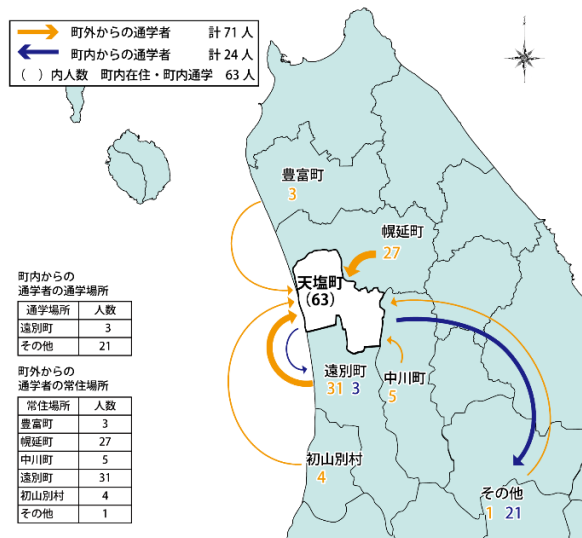 町外からの通学者 計71人
町内からの通学者 計24人
( )内人数 町内在住・町内通学 63人
豊富町
3
幌延町
27
天塩町
(63)
遠別町
31 3
中川町
5
初山別村
4
その他
1 21
町内からの
通学者の通学場所
通学場所 人数
遠別町 3
その他 21
町外からの
通学者の常住場所
常住場所 人数
豊富町 3
幌延町 27
中川町 5
遠別町 31
初山別村 4
その他 1